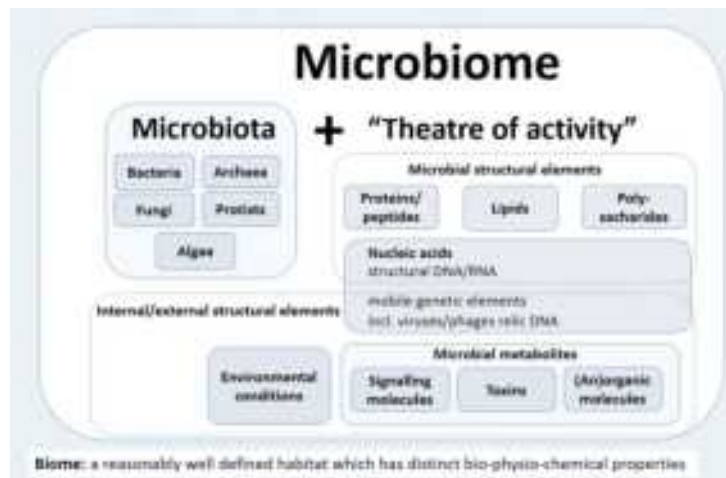 Microbiome
Microbiota + "Theatre of activity"
Bacteria Archaea
Fungi Protists
Algae
Microbial structural elements
Proteins/
peptides
Lipids
Poly-
sacharides
Nucleic acids
structural DNA/RNA
mobile genetic elements
incl. viruses/phages relic DNA
Internal/external structural elements
Environmental
conditions
Microbial metabolites
Signalling
molecules
Toxins
(An)organic
molecules
Biome: a reasonably well defined habitat which has distinct bio-physio-chemical properties